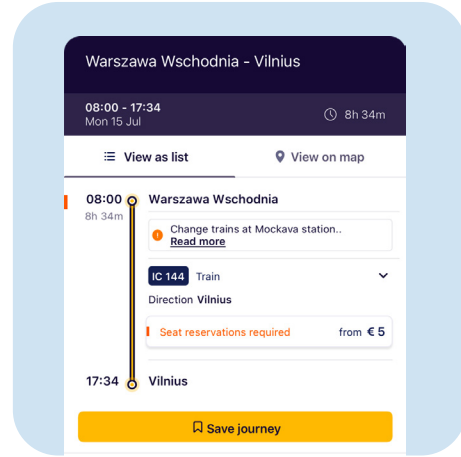 Warszawa Wschodnia - Vilnius
08:00 - 17:34
Mon 15 Jul
8h 34m
View as list
View on map
08:00
Warszawa Wschodnia
8h 34m
Change trains at Mockava station..
Read more
IC 144 Train
Direction Vilnius
Seat reservations required
from € 5
17:34
Vilnius
Save journey